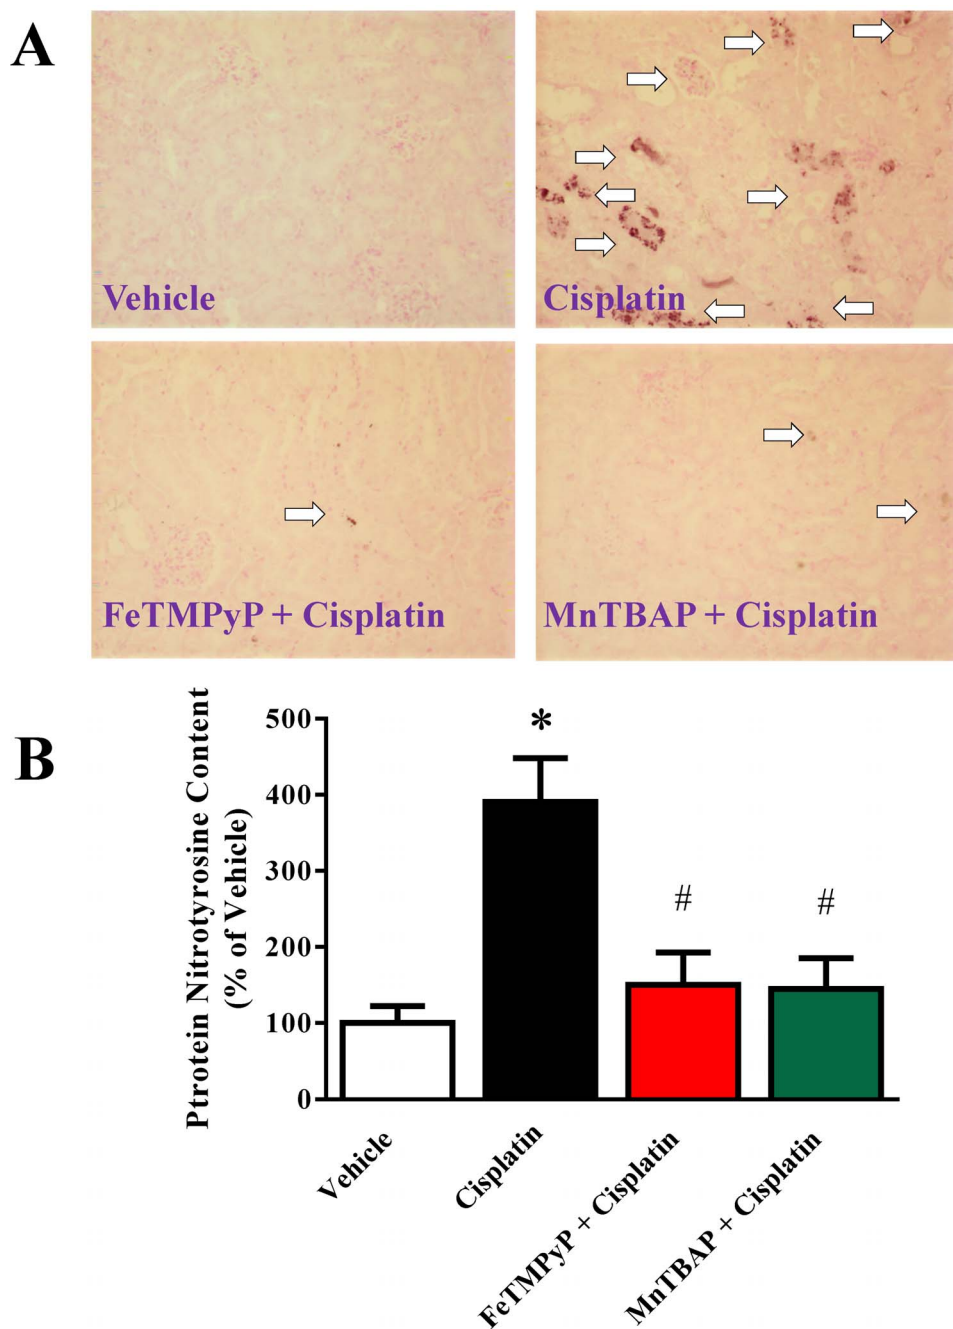 A
Vehicle
Cisplatin
FeTMPyP + Cisplatin
MnTBAP + Cisplatin
B
Ptrotein Nitrotyrosine Content
(% of Vehicle)
500
400
300
200
100
0
*
#
#
Vehicle
Cisplatin
FeTMPyP + Cisplatin
MnTBAP + Cisplatin